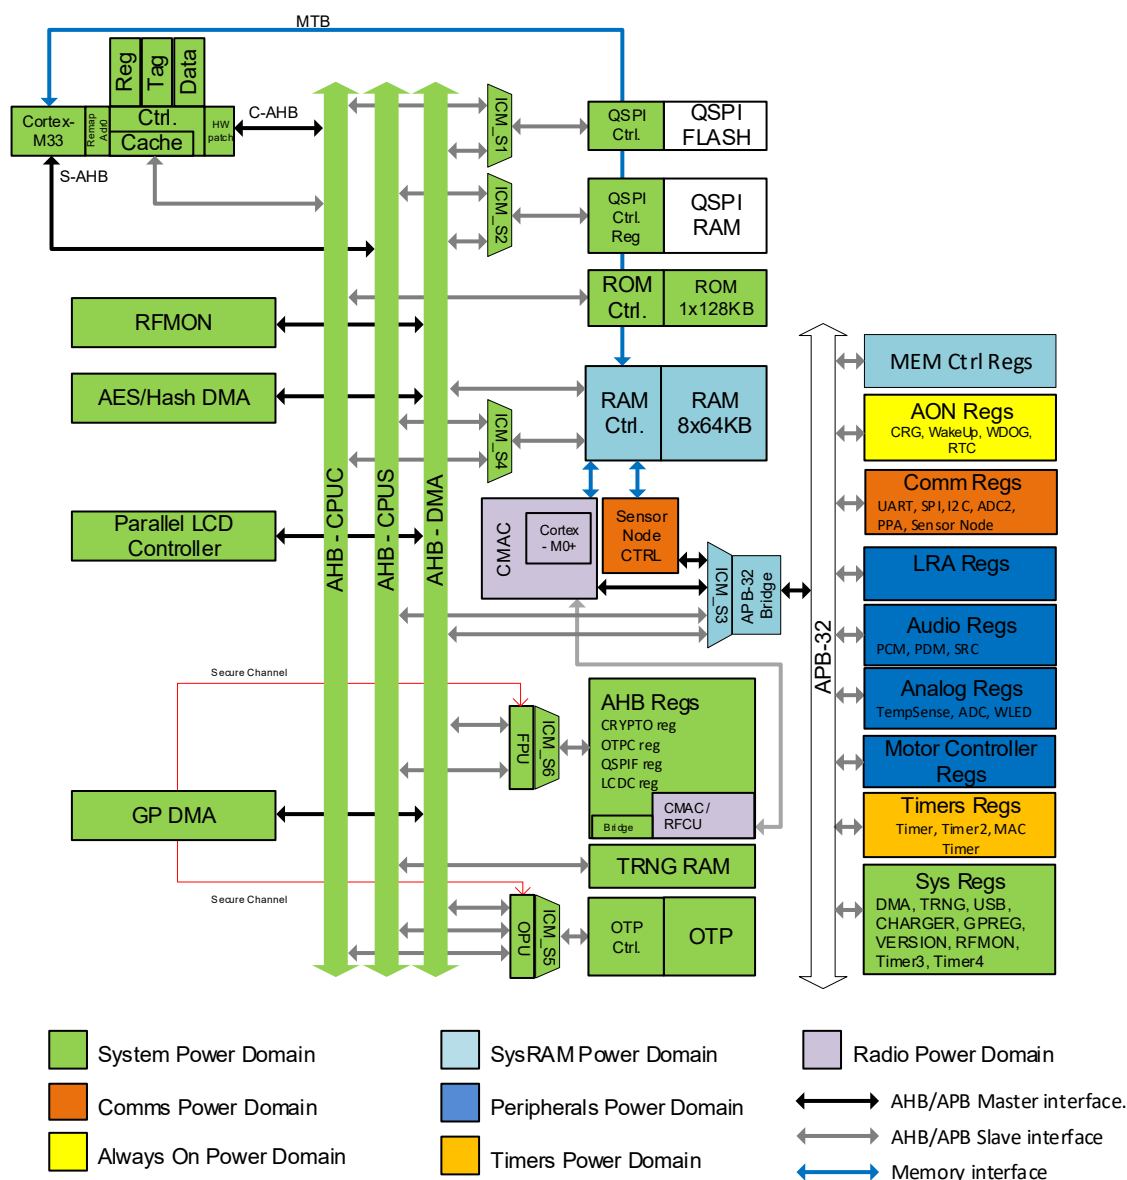 MTB
Reg
Tag
Data
Cortex-
M33
Remap
Adr0
Ctrl.
Cache
HW
patch
C-AHB
S-AHB
ICM_S1
QSPI
Ctrl.
QSPI
FLASH
ICM_S2
QSPI
Ctrl.
Reg
QSPI
RAM
ROM
Ctrl.
ROM
1x128KB
RFMON
AES/Hash DMA
Parallel LCD
Controller
AHB - CPUC
AHB - CPUS
AHB - DMA
ICM_S4
RAM
Ctrl.
RAM
8x64KB
CMAC
Cortex
- M0+
Sensor
Node
CTRL
ICM_S3
APB-32
Bridge
APB-32
MEM Ctrl Regs
AON Regs
CRG, WakeUp, WDOG,
RTC
Comm Regs
UART, SPI, I2C, ADC2,
PPA, Sensor Node
LRA Regs
Audio Regs
PCM, PDM, SRC
Analog Regs
TempSense, ADC, WLED
Motor Controller
Regs
Timers Regs
Timer, Timer2, MAC
Timer
Sys Regs
DMA, TRNG, USB,
CHARGER, GPREG,
VERSION, RFMON,
Timer3, Timer4
Secure Channel
FPU
ICM_S6
AHB Regs
CRYPTO reg
OTPC reg
QSPIF reg
LCDC reg
Bridge
CMAC /
RFCU
GP DMA
TRNG RAM
Secure Channel
OPU
ICM_S5
OTP
Ctrl.
OTP
System Power Domain
SysRAM Power Domain
Radio Power Domain
Comms Power Domain
Peripherals Power Domain
AHB/APB Master interface.
Always On Power Domain
Timers Power Domain
AHB/APB Slave interface
Memory interface